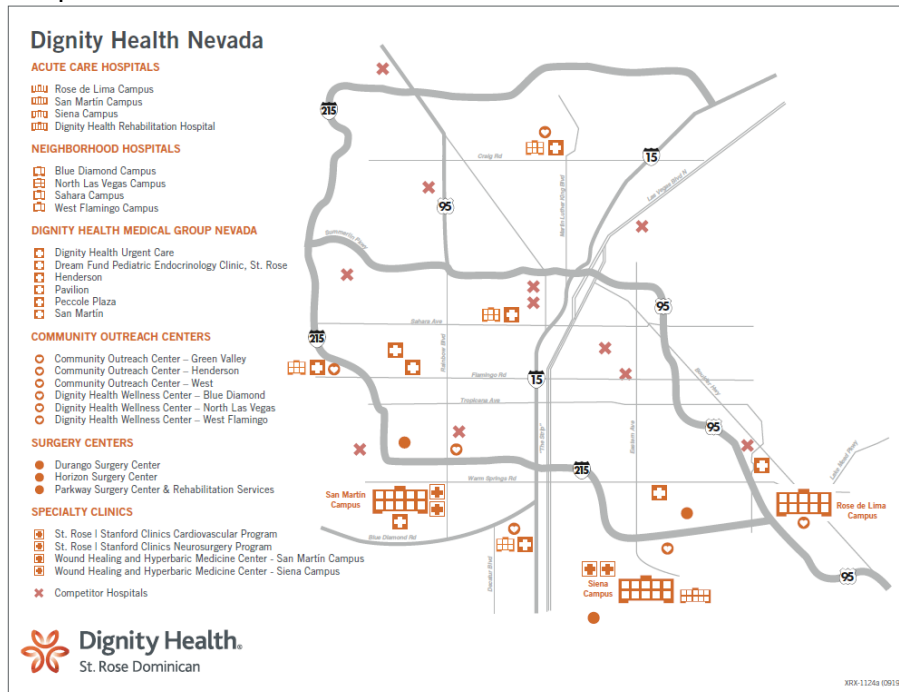 Dignity Health Nevada
ACUTE CARE HOSPITALS
Rose de Lima Campus
San Martín Campus
Siena Campus
Dignity Health Rehabilitation Hospital
NEIGHBORHOOD HOSPITALS
Blue Diamond Campus
North Las Vegas Campus
Sahara Campus
West Flamingo Campus
DIGNITY HEALTH MEDICAL GROUP NEVADA
Dignity Health Urgent Care
Dream Fund Pediatric Endocrinology Clinic, St. Rose
Henderson
Pavilion
Peccole Plaza
San Martín
COMMUNITY OUTREACH CENTERS
Community Outreach Center – Green Valley
Community Outreach Center – Henderson
Community Outreach Center – West
Dignity Health Wellness Center – Blue Diamond
Dignity Health Wellness Center – North Las Vegas
Dignity Health Wellness Center – West Flamingo
SURGERY CENTERS
Durango Surgery Center
Horizon Surgery Center
Parkway Surgery Center & Rehabilitation Services
SPECIALTY CLINICS
St. Rose | Stanford Clinics Cardiovascular Program
St. Rose | Stanford Clinics Neurosurgery Program
Wound Healing and Hyperbaric Medicine Center - San Martín Campus
Wound Healing and Hyperbaric Medicine Center - Siena Campus
Competitor Hospitals
Dignity Health.
St. Rose Dominican
215
Craig Rd
15
Martin Luther King Blvd
Las Vegas Blvd N
95
Summerlin Pkwy
95
Sahara Ave
215
Rainbow Blvd
Flamingo Rd
15
Boulder Hwy
Tropicana Ave
"The Strip"
Eastern Ave
95
Lake Mead Pkwy
215
Warm Springs Rd
San Martín
Campus
Rose de Lima
Campus
Blue Diamond Rd
Decatur Blvd
Siena
Campus
95
XRX-1124a (0919